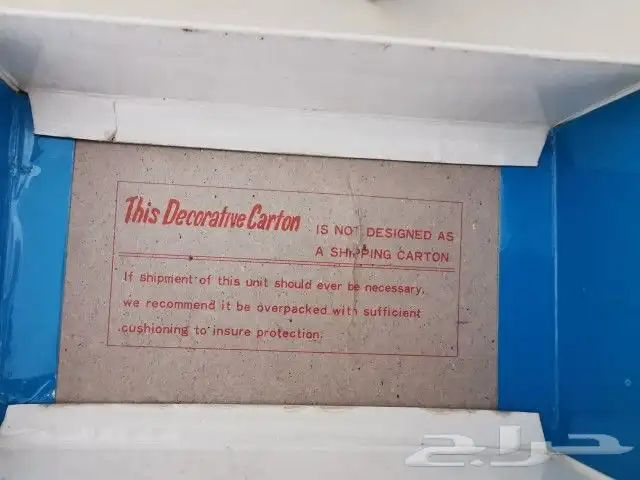 This Decorative Carton IS NOT DESIGNED AS
A SHIPPING CARTON
If shipment of this unit should ever be necessary,
we recommend it be overpacked with sufficient
cushioning to insure protection.
حراج